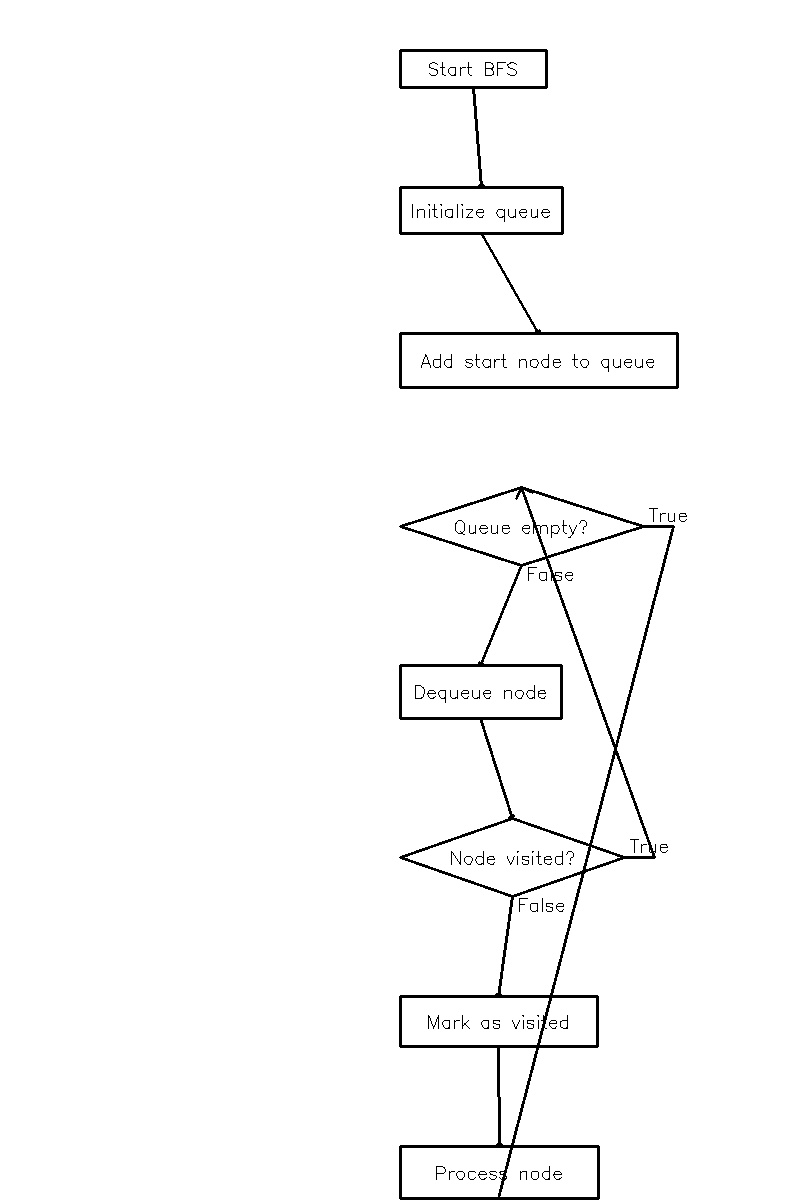 Start BFS
Initialize queue
Add start node to queue
True
Queue empty?
False
Dequeue node
True
Node visited?
False
Mark as visited
Process node